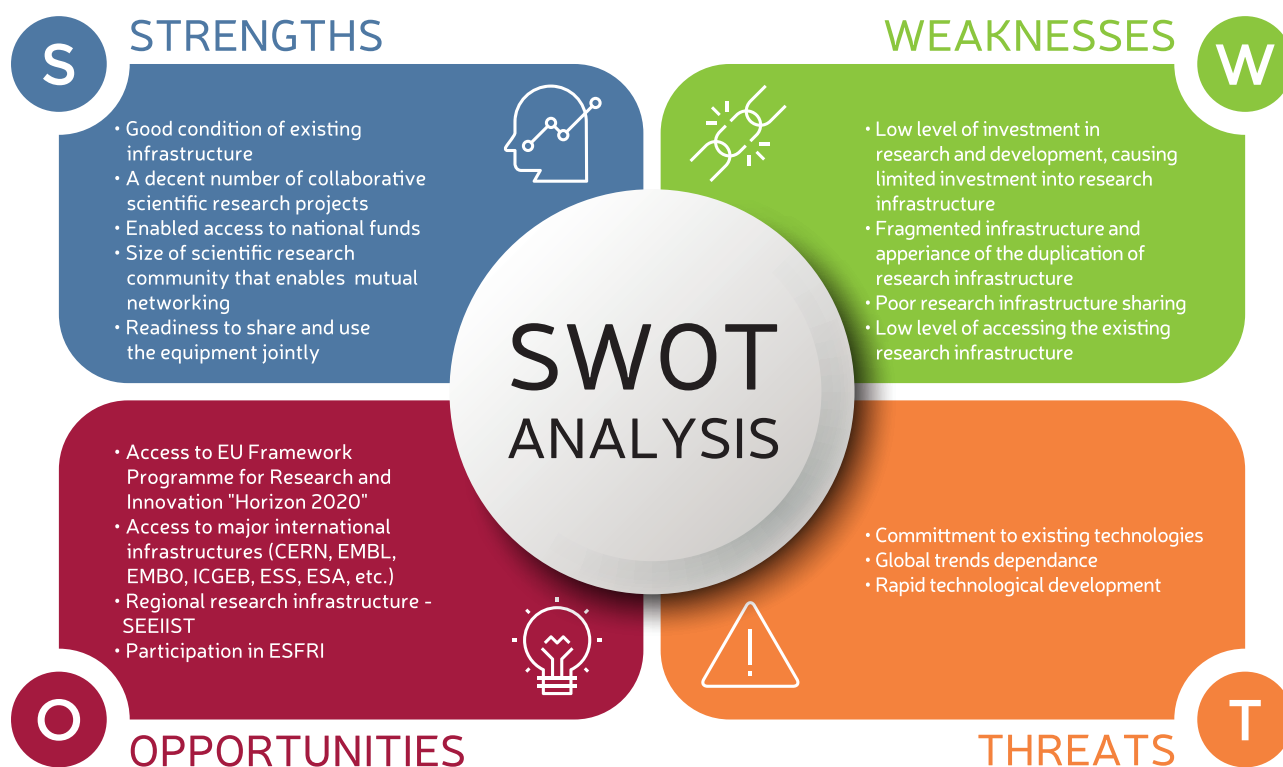 S
STRENGTHS
• Good condition of existing
infrastructure
• A decent number of collaborative
scientific research projects
• Enabled access to national funds
• Size of scientific research
community that enables  mutual
networking
• Readiness to share and use
the equipment jointly
WEAKNESSES
W
• Low level of investment in
research and development, causing
limited investment into research
infrastructure
• Fragmented infrastructure and
apperiance of the duplication of
research infrastructure
• Poor research infrastructure sharing
• Low level of accessing the existing
research infrastructure
SWOT
ANALYSIS
• Access to EU Framework
Programme for Research and
Innovation "Horizon 2020"
• Access to major international
infrastructures (CERN, EMBL,
EMBO, ICGEB, ESS, ESA, etc.)
• Regional research infrastructure -
SEEIIST
• Participation in ESFRI
O
OPPORTUNITIES
• Committment to existing technologies
• Global trends dependance
• Rapid technological development
THREATS
T